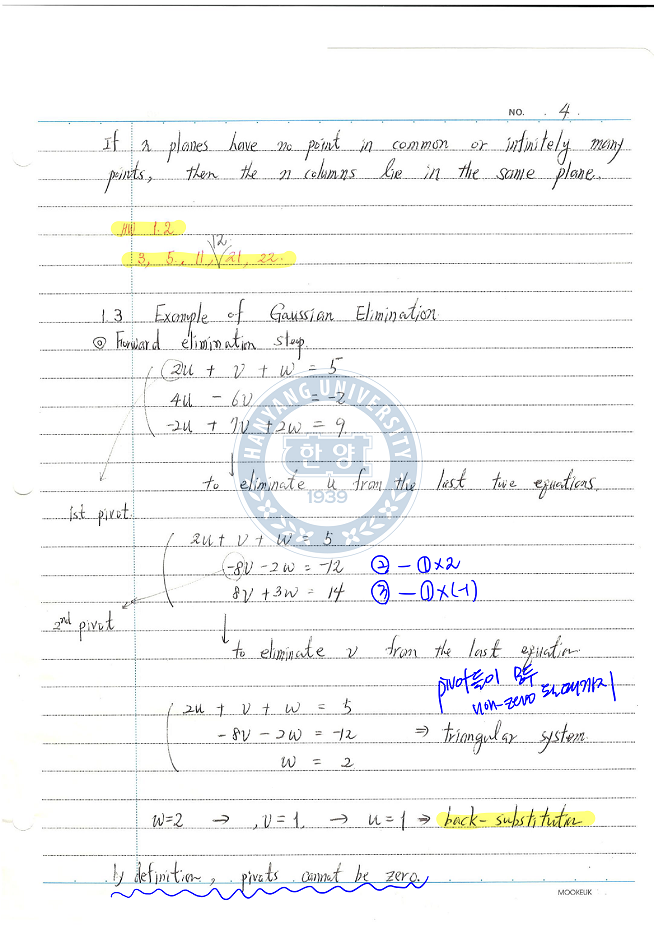 NO. 4.
If n planes have no point in common or infinitely many
points, then the n columns lie in the same plane.
HW 1.2
12
3, 5, 11, 21, 22.
1.3 Example of Gaussian Elimination
◎ Forward elimination step.
2u + v + w = 5
4u - 6v = -2
-2u + 7v + 2w = 9
HANYANG UNIVERSITY
한양
1939
to eliminate u from the last two equations.
1st pivot.
2u + v + w = 5
-8v - 2w = -12 ② - ① × 2
8v + 3w = 14 ③ - ① × (-1)
2nd pivot
to eliminate v from the last equation
pivot들이 모두
non-zero 될 때까지
2u + v + w = 5
-8v - 2w = -12 ⇒ triangular system.
w = 2
w=2 → , v=1, → u=1 ⇒ back-substitution
by definition, pivots cannot be zero.
MOOKEUK